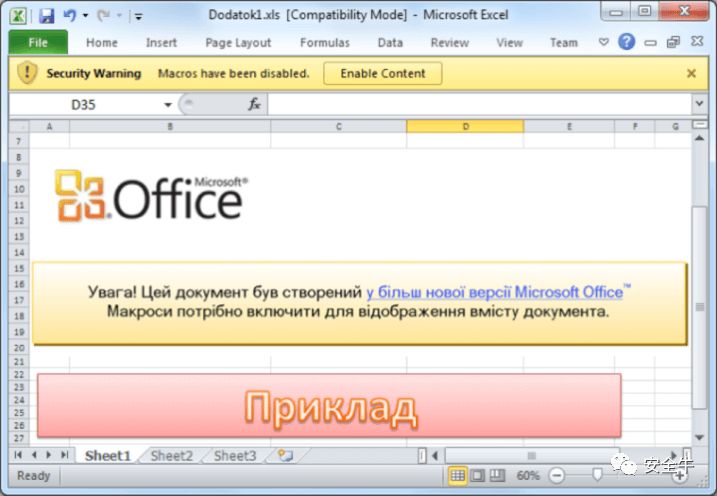 Dodatok1.xls [Compatibility Mode] - Microsoft Excel
File Home Insert Page Layout Formulas Data Review View Team
Security Warning Macros have been disabled. Enable Content
D35 fx
A B C D E F G
7
8
9
10
11
12
13
14
15
16
17
18
19
20
21
22
23
24
25
26
27
Microsoft®
Office
Увага! Цей документ був створений у більш нової версії Microsoft Office™
Макроси потрібно включити для відображення вмісту документа.
Приклад
Sheet1 Sheet2 Sheet3
Ready 60%
安全牛